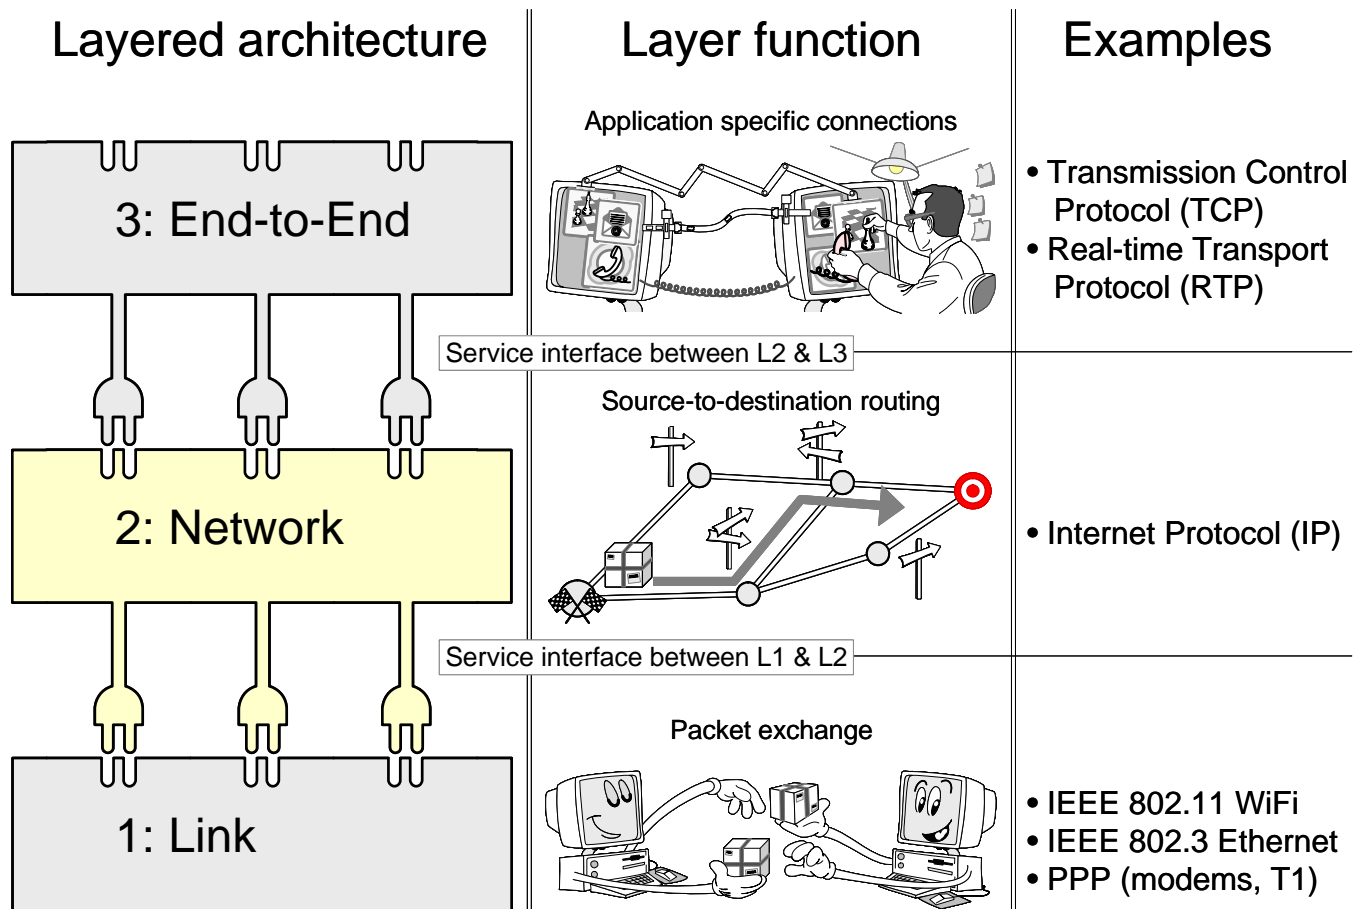 Layered architecture
Layer function
Examples
Application specific connections
3: End-to-End
• Transmission Control
Protocol (TCP)
• Real-time Transport
Protocol (RTP)
Service interface between L2 & L3
Source-to-destination routing
2: Network
• Internet Protocol (IP)
Service interface between L1 & L2
Packet exchange
1: Link
• IEEE 802.11 WiFi
• IEEE 802.3 Ethernet
• PPP (modems, T1)